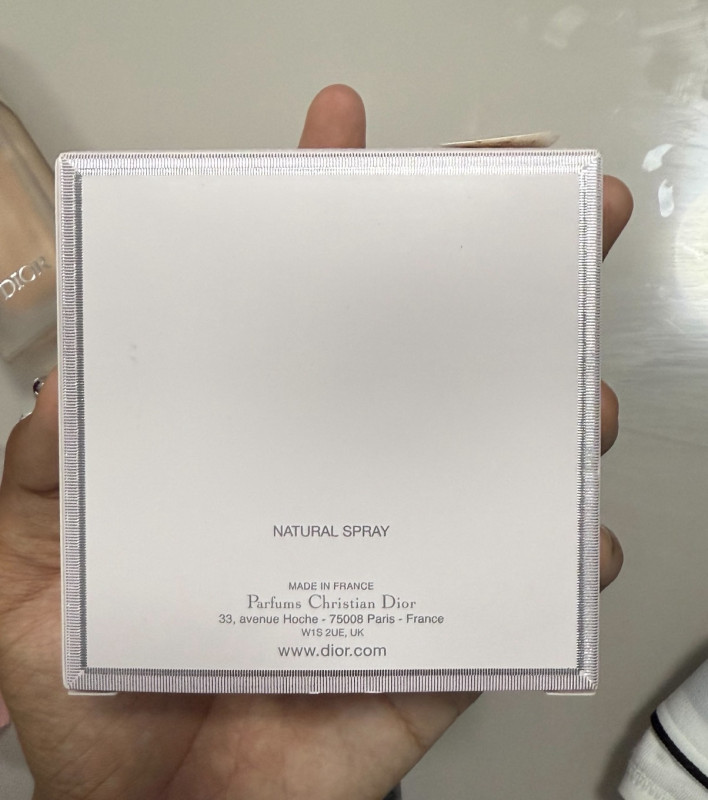 DIOR
NATURAL SPRAY
MADE IN FRANCE
Parfums Christian Dior
33, avenue Hoche - 75008 Paris - France
W1S 2UE, UK
www.dior.com